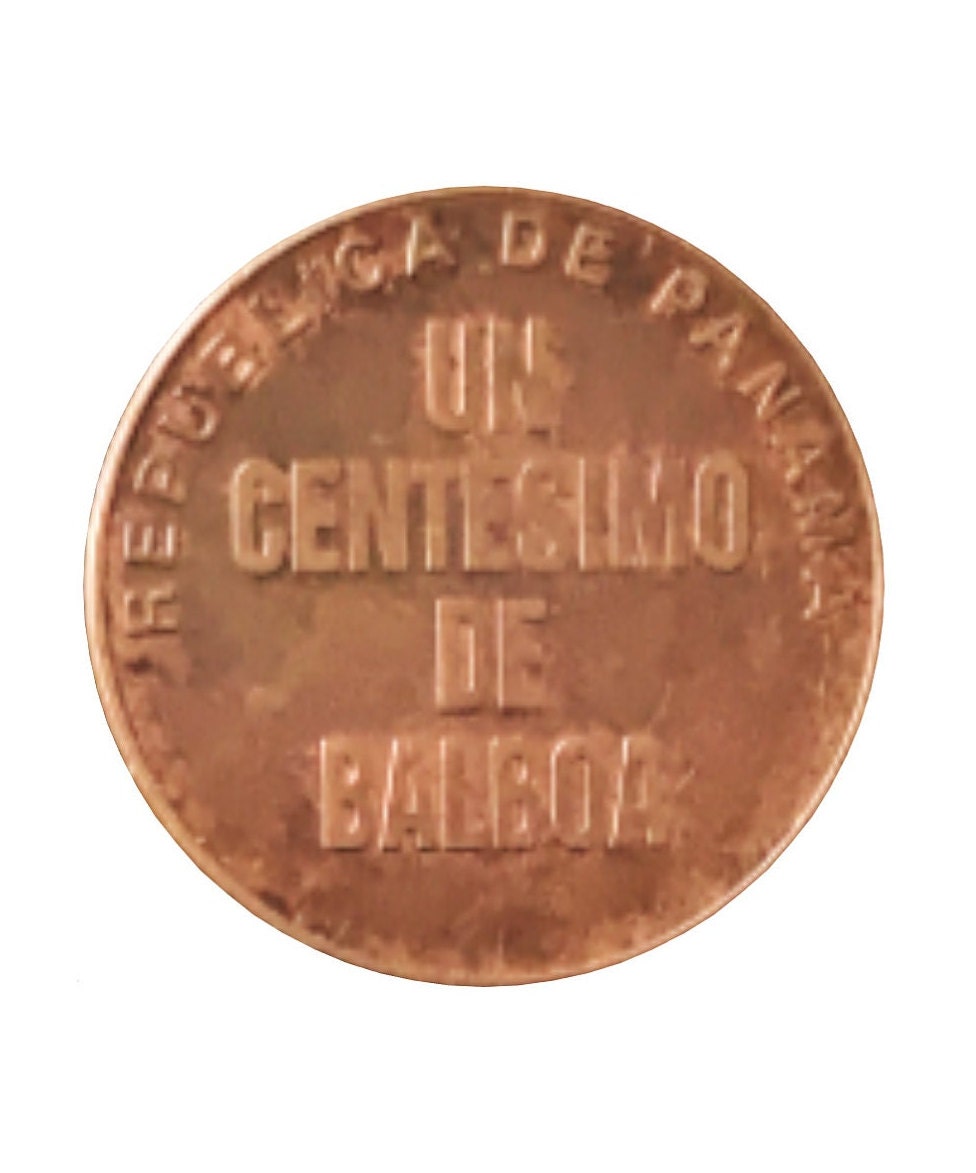 REPUBLICA DE PANAMA
UN
CENTESIMO
DE
BALBOA